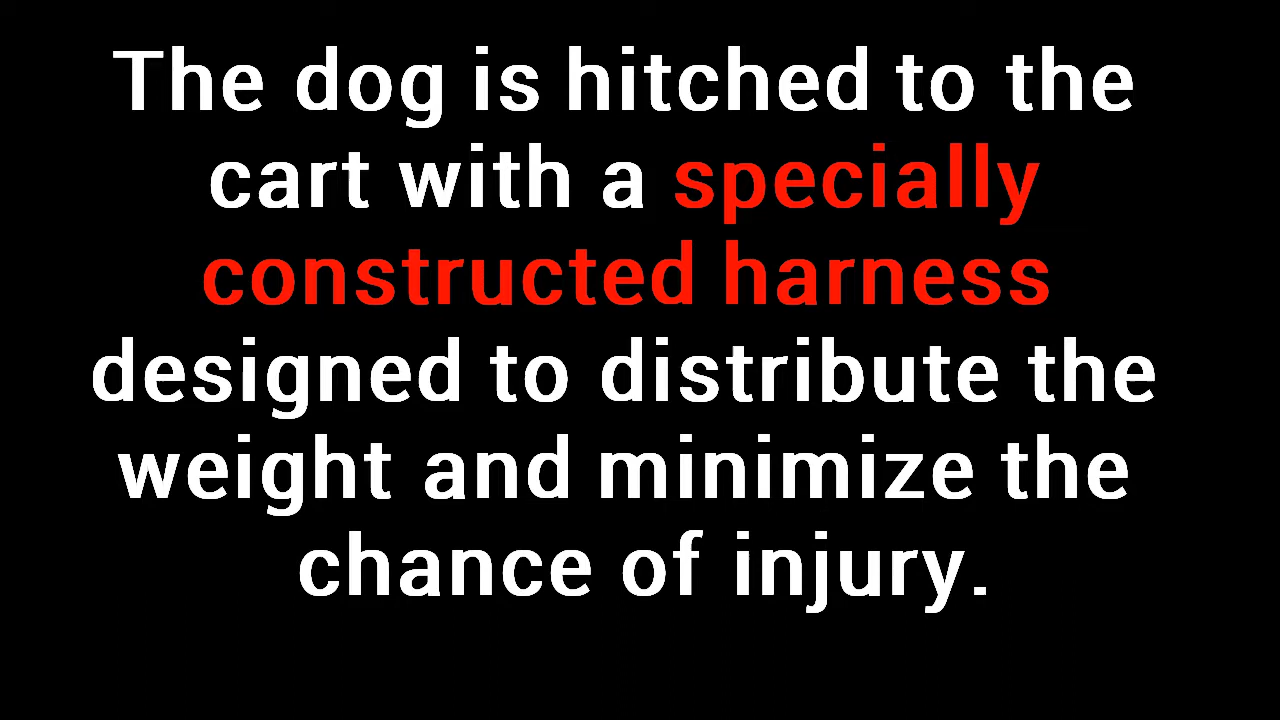 The dog is hitched to the
cart with a specially
constructed harness
designed to distribute the
weight and minimize the
chance of injury.